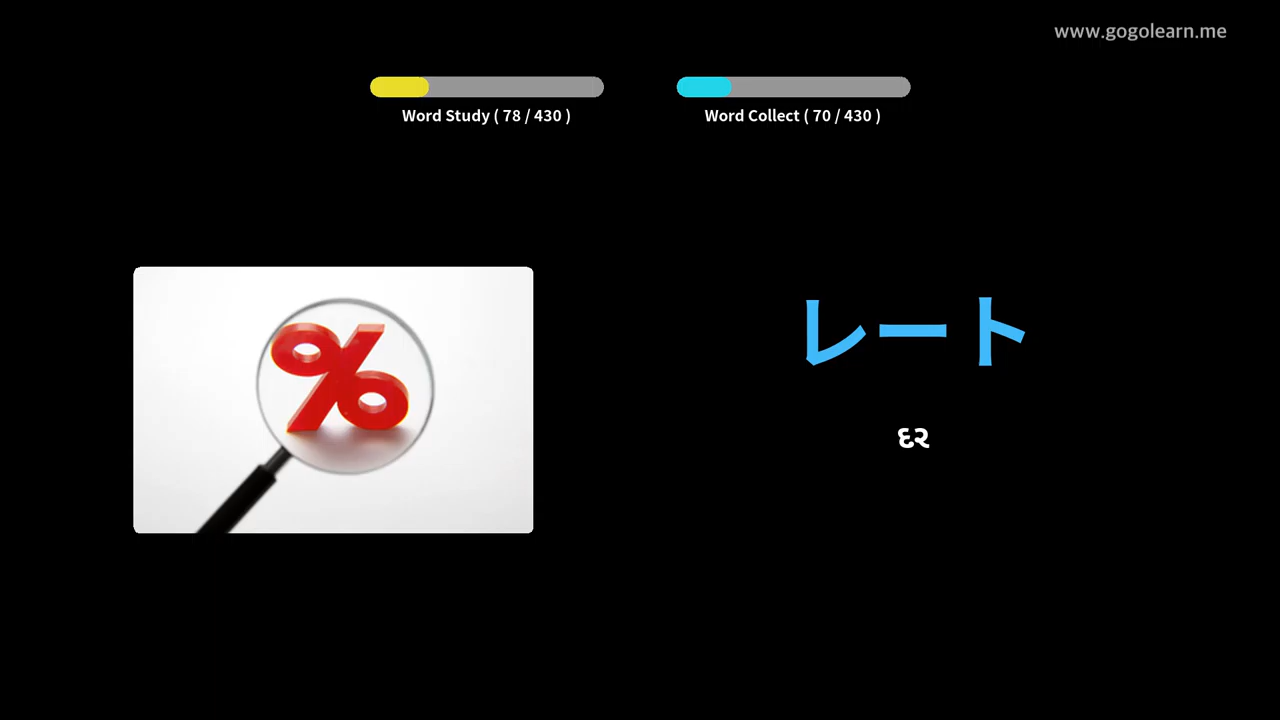 www.gogolearn.me
Word Study ( 78 / 430 )
Word Collect ( 70 / 430 )
%
レート
દર